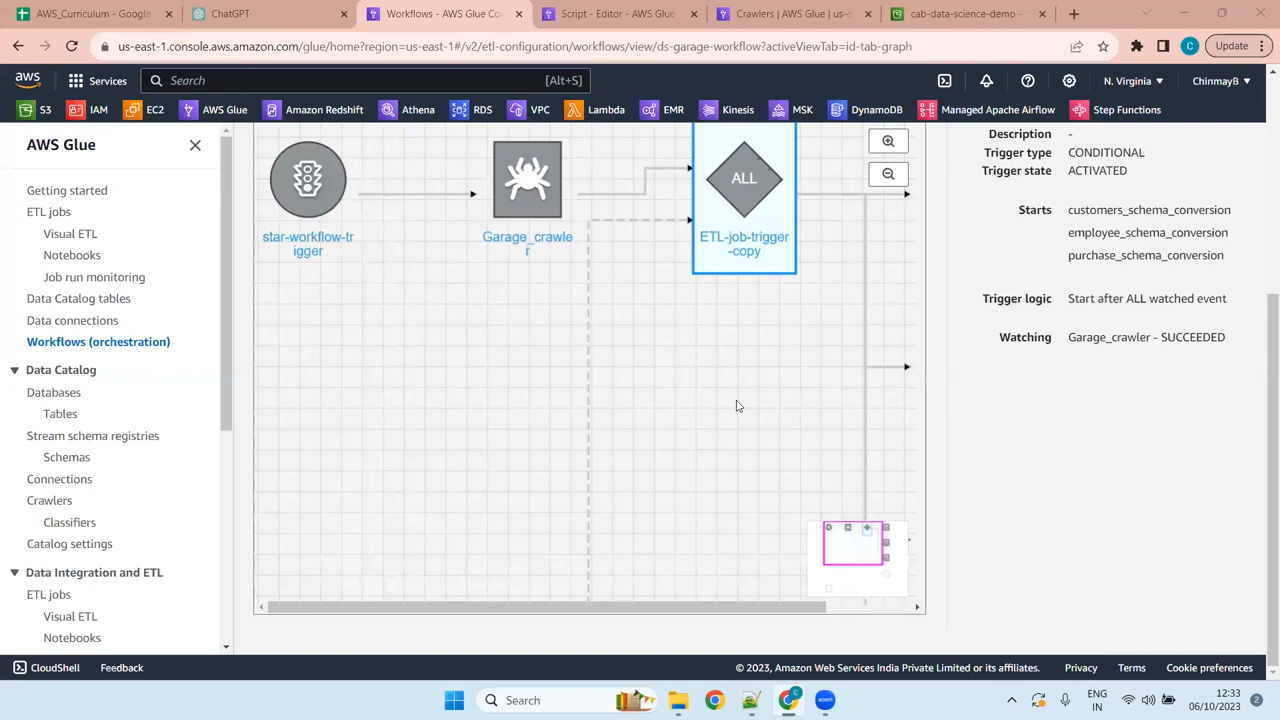 AWS_Curriculum - Google
ChatGPT
Workflows - AWS Glue Co
Script - Editor - AWS Glue
Crawlers | AWS Glue | us-e
cab-data-science-demo -
us-east-1.console.aws.amazon.com/glue/home?region=us-east-1#/v2/etl-configuration/workflows/view/ds-garage-workflow?activeViewTab=id-tab-graph
C
Update
aws
Services
Search
[Alt+S]
N. Virginia
ChinmayB
S3
IAM
EC2
AWS Glue
Amazon Redshift
Athena
RDS
VPC
Lambda
EMR
Kinesis
MSK
DynamoDB
Managed Apache Airflow
Step Functions
AWS Glue
Getting started
ETL jobs
Visual ETL
Notebooks
Job run monitoring
Data Catalog tables
Data connections
Workflows (orchestration)
Data Catalog
Databases
Tables
Stream schema registries
Schemas
Connections
Crawlers
Classifiers
Catalog settings
Data Integration and ETL
ETL jobs
Visual ETL
Notebooks
star-workflow-tr
igger
Garage_crawle
r
ALL
ETL-job-trigger
-copy
Description -
Trigger type CONDITIONAL
Trigger state ACTIVATED
Starts customers_schema_conversion
employee_schema_conversion
purchase_schema_conversion
Trigger logic Start after ALL watched event
Watching Garage_crawler - SUCCEEDED
CloudShell
Feedback
© 2023, Amazon Web Services India Private Limited or its affiliates.
Privacy
Terms
Cookie preferences
Search
zoom
ENG
IN
12:33
06/10/2023
2